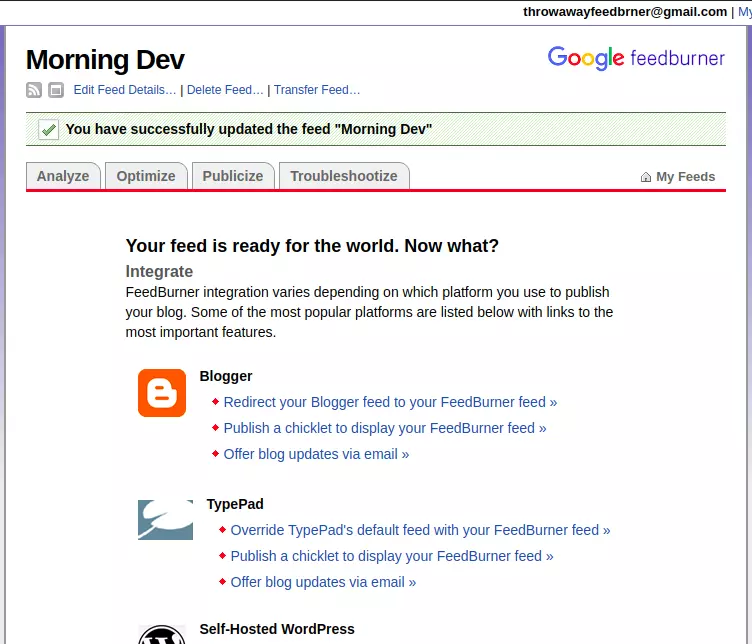 throwawayfeedbrner@gmail.com | My
Morning Dev
Google feedburner
Edit Feed Details… | Delete Feed… | Transfer Feed…
You have successfully updated the feed "Morning Dev"
Analyze Optimize Publicize Troubleshootize My Feeds
Your feed is ready for the world. Now what?
Integrate
FeedBurner integration varies depending on which platform you use to publish
your blog. Some of the most popular platforms are listed below with links to the
most important features.
Blogger
Redirect your Blogger feed to your FeedBurner feed »
Publish a chicklet to display your FeedBurner feed »
Offer blog updates via email »
TypePad
Override TypePad's default feed with your FeedBurner feed »
Publish a chicklet to display your FeedBurner feed »
Offer blog updates via email »
Self-Hosted WordPress